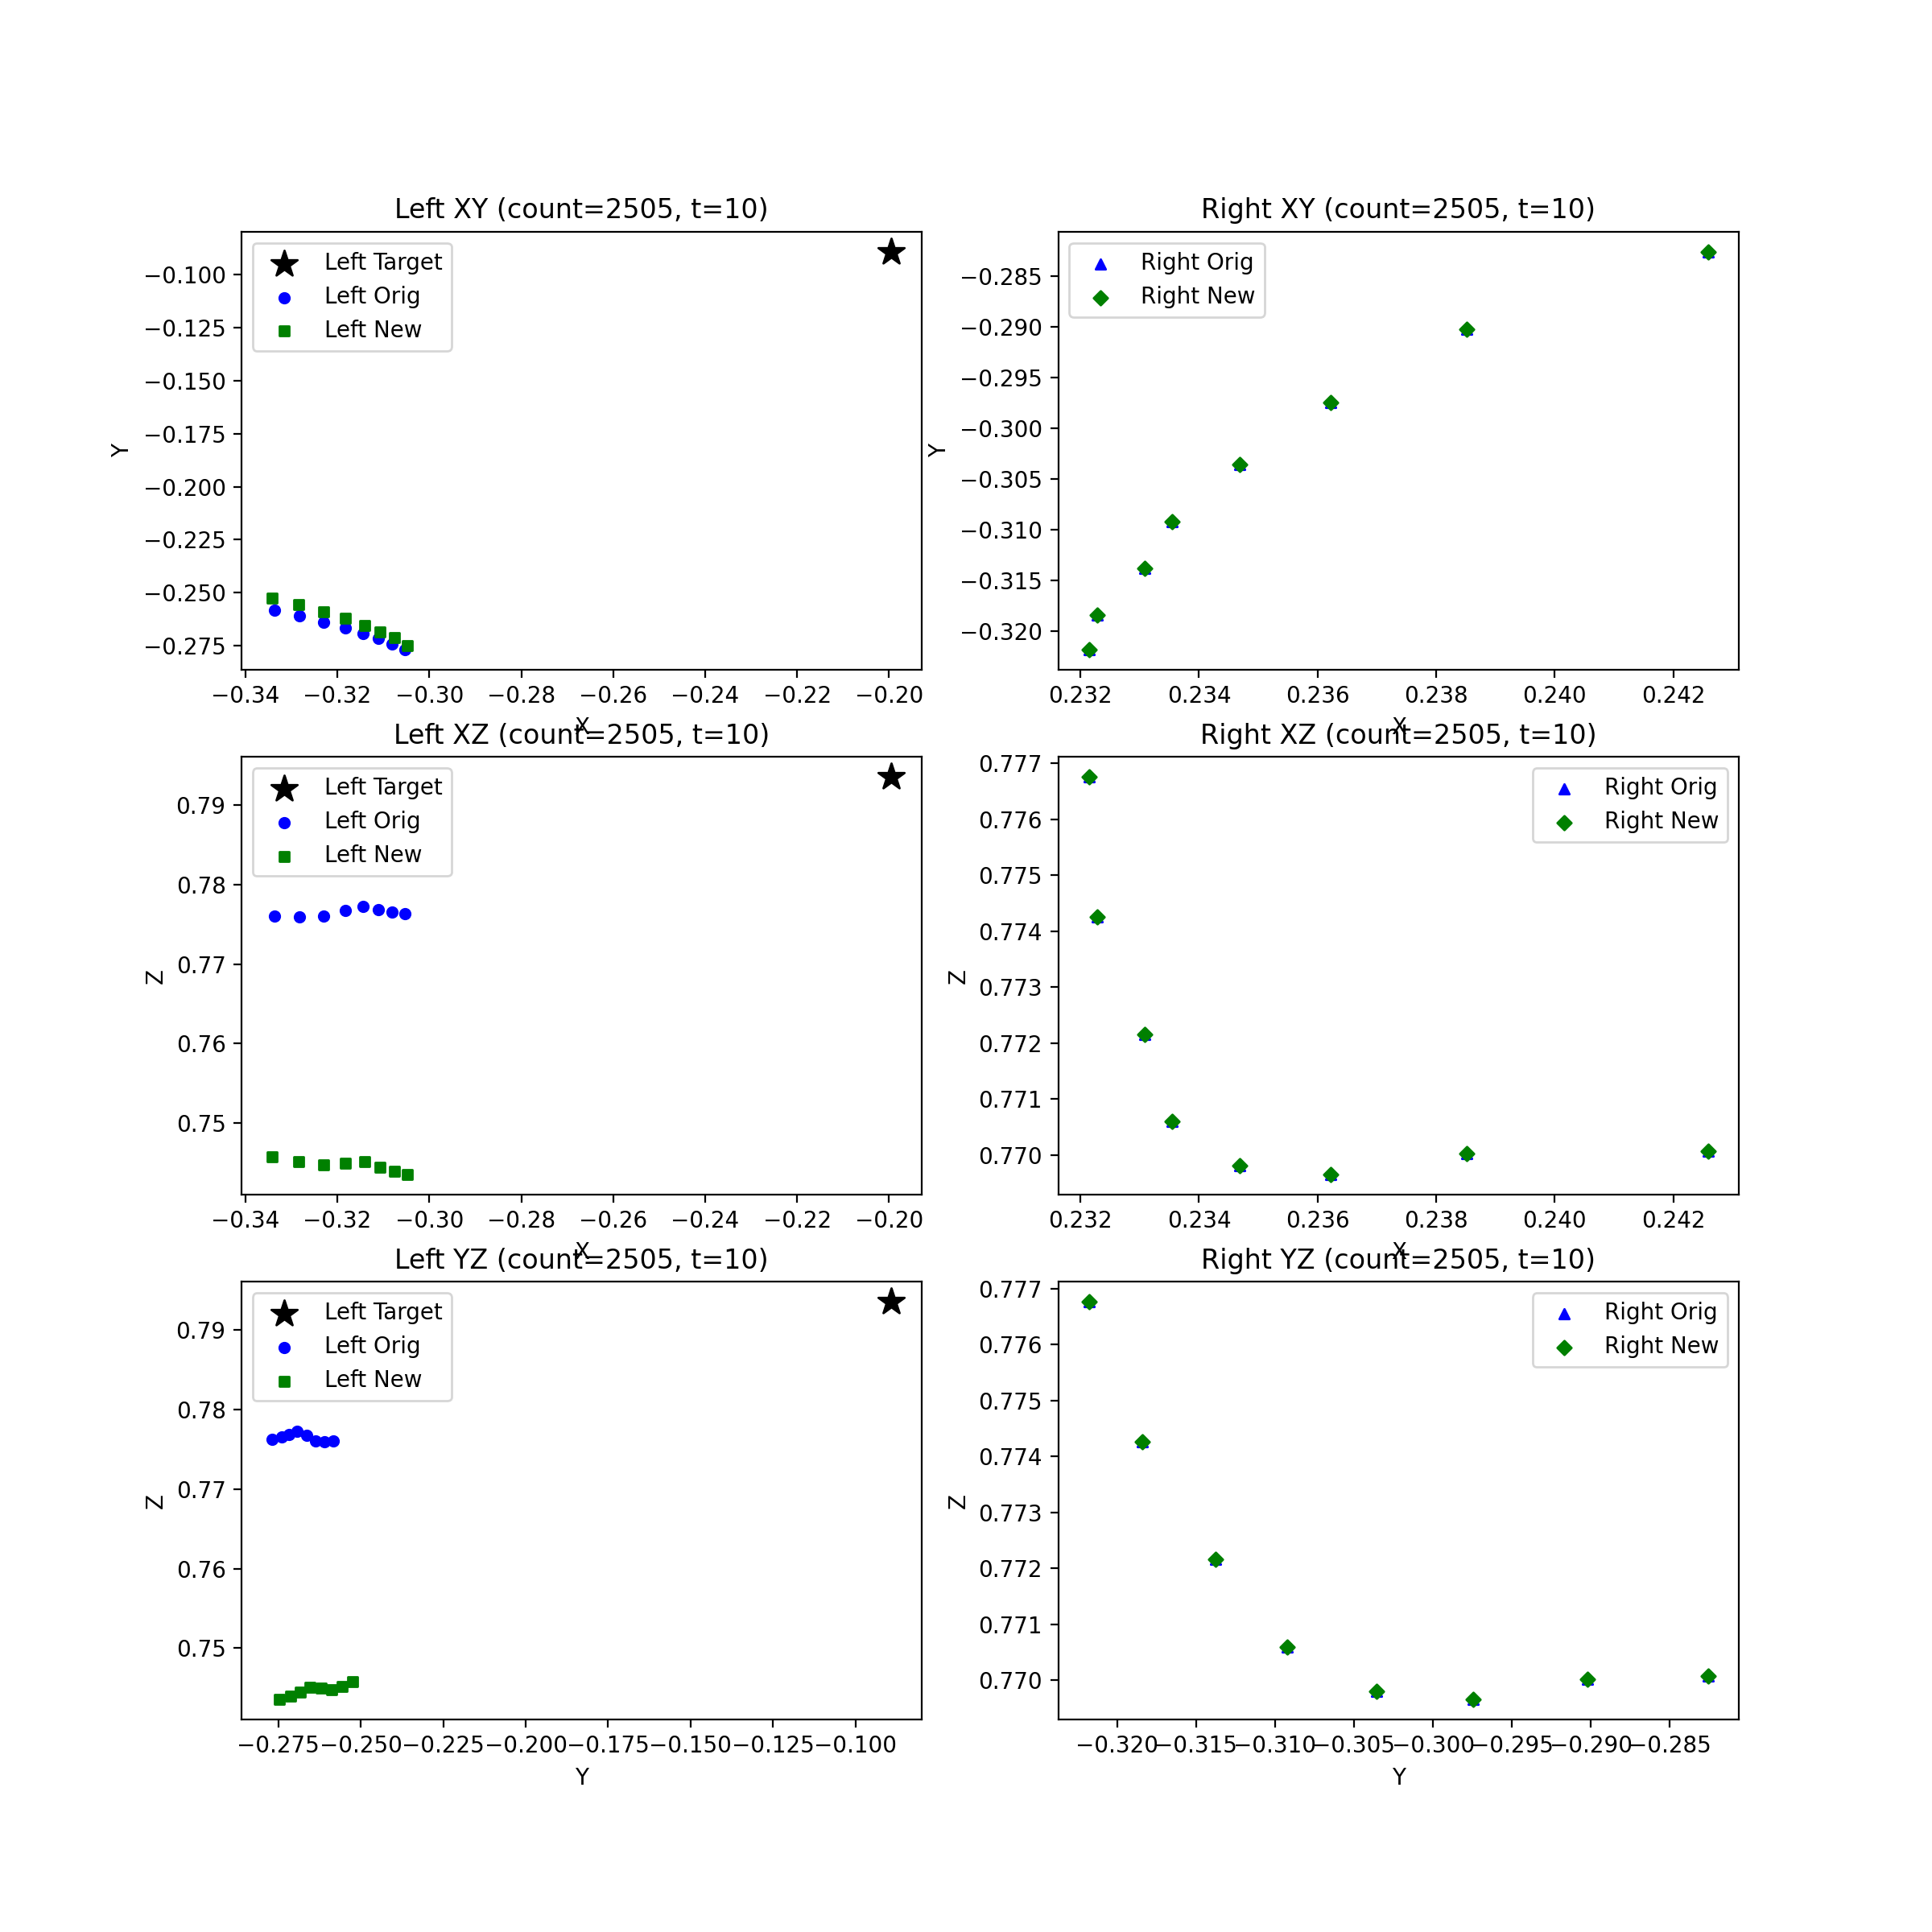 Left XY (count=2505, t=10)
Left Target
Left Orig
Left New
−0.100
−0.125
−0.150
−0.175
−0.200
−0.225
−0.250
−0.275
Y
−0.34 −0.32 −0.30 −0.28 −0.26 −0.24 −0.22 −0.20
X
Right XY (count=2505, t=10)
Right Orig
Right New
−0.285
−0.290
−0.295
−0.300
−0.305
−0.310
−0.315
−0.320
Y
0.232 0.234 0.236 0.238 0.240 0.242
X
Left XZ (count=2505, t=10)
Left Target
Left Orig
Left New
0.79
0.78
0.77
0.76
0.75
Z
−0.34 −0.32 −0.30 −0.28 −0.26 −0.24 −0.22 −0.20
X
Right XZ (count=2505, t=10)
Right Orig
Right New
0.777
0.776
0.775
0.774
0.773
0.772
0.771
0.770
Z
0.232 0.234 0.236 0.238 0.240 0.242
X
Left YZ (count=2505, t=10)
Left Target
Left Orig
Left New
0.79
0.78
0.77
0.76
0.75
Z
−0.275 −0.250 −0.225 −0.200 −0.175 −0.150 −0.125 −0.100
Y
Right YZ (count=2505, t=10)
Right Orig
Right New
0.777
0.776
0.775
0.774
0.773
0.772
0.771
0.770
Z
−0.320 −0.315 −0.310 −0.305 −0.300 −0.295 −0.290 −0.285
Y